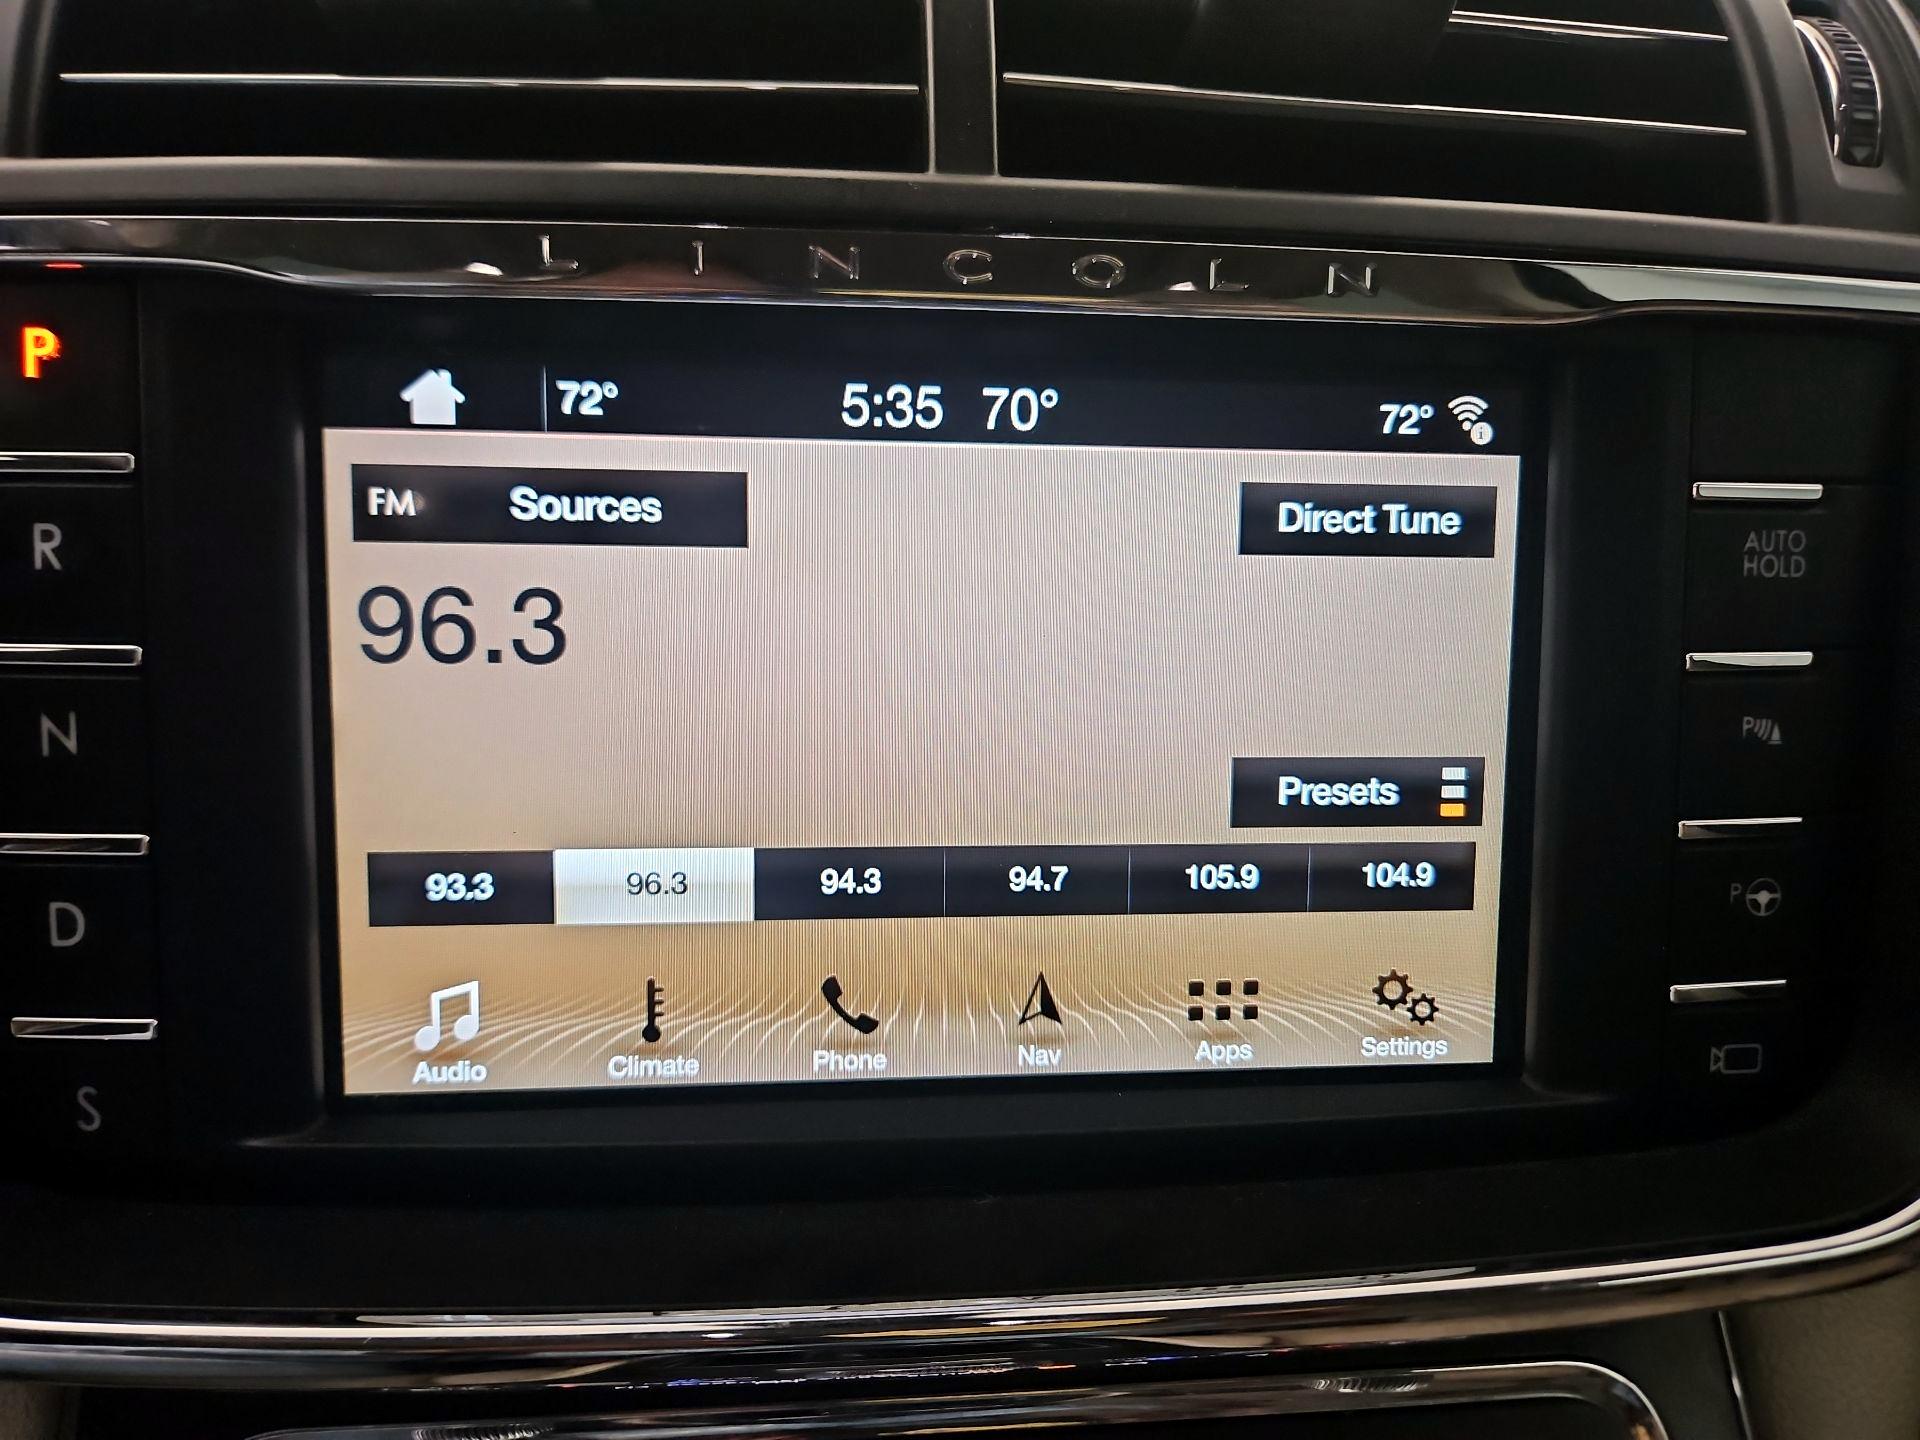 LINCOLN
P
R
N
D
S
72° 5:35 70° 72°
FM Sources
Direct Tune
96.3
Presets
93.3 96.3 94.3 94.7 105.9 104.9
Audio Climate Phone Nav Apps Settings
AUTO
HOLD
P
P